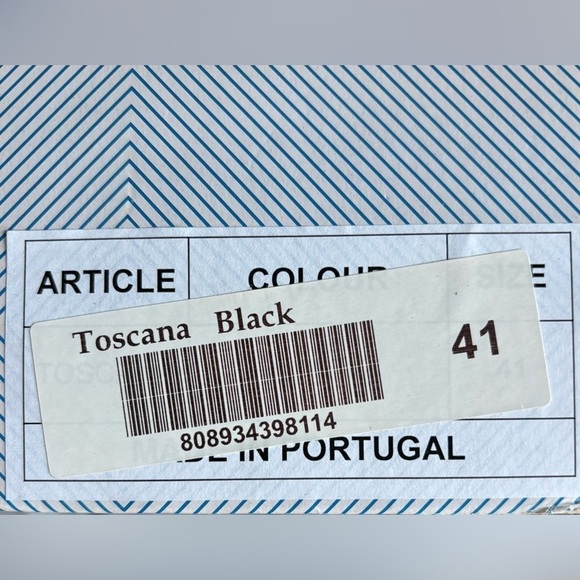 ARTICLE COLOUR SIZE
Toscana Black
41
808934398114
MADE IN PORTUGAL